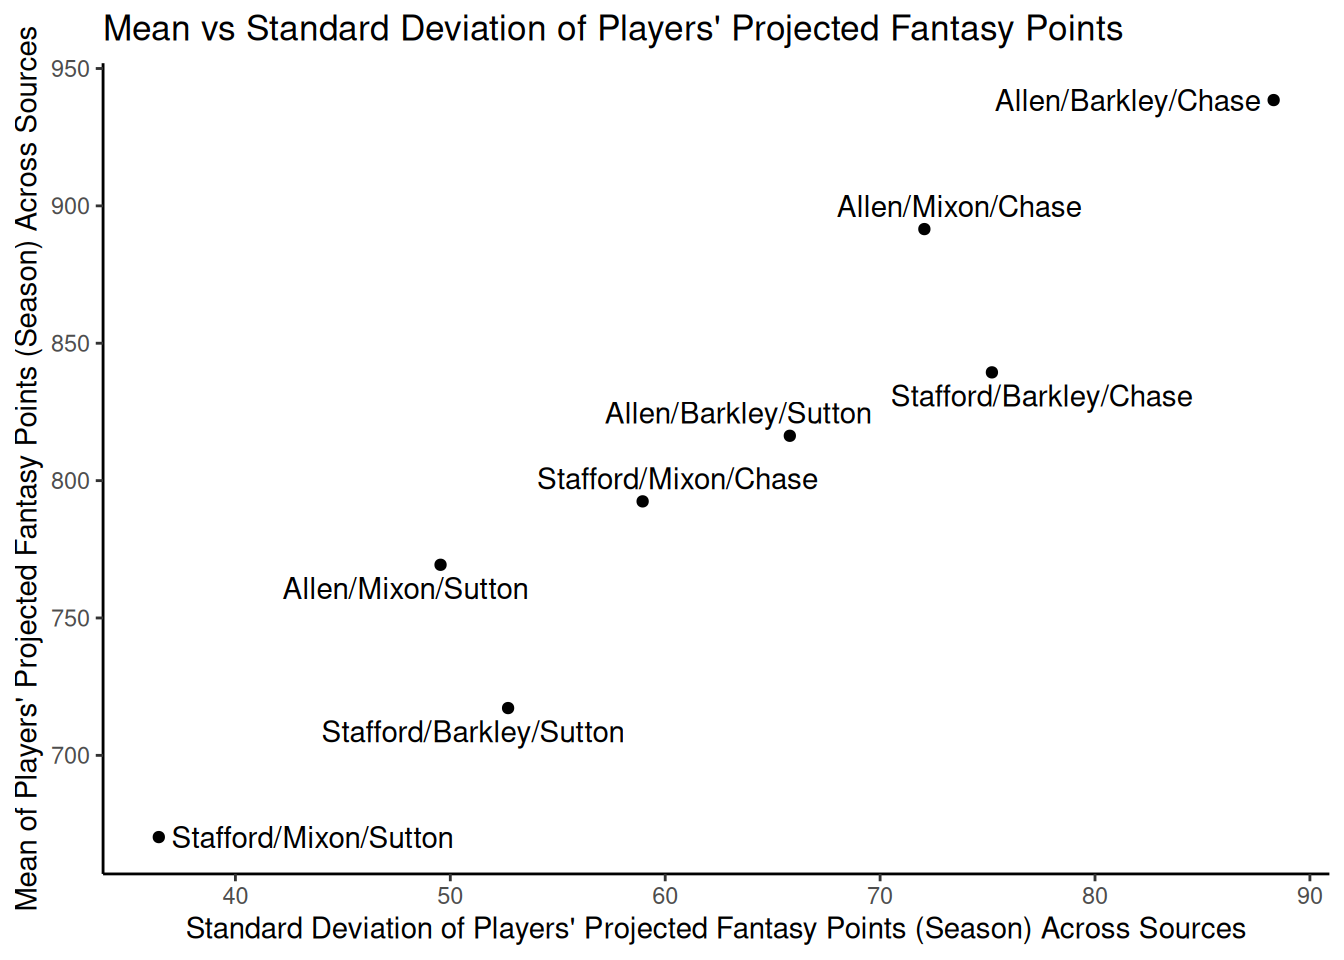 Mean vs Standard Deviation of Players' Projected Fantasy Points
Mean of Players' Projected Fantasy Points (Season) Across Sources
950
900
850
800
750
700
Allen/Barkley/Chase
Allen/Mixon/Chase
Stafford/Barkley/Chase
Allen/Barkley/Sutton
Stafford/Mixon/Chase
Allen/Mixon/Sutton
Stafford/Barkley/Sutton
Stafford/Mixon/Sutton
40 50 60 70 80 90
Standard Deviation of Players' Projected Fantasy Points (Season) Across Sources